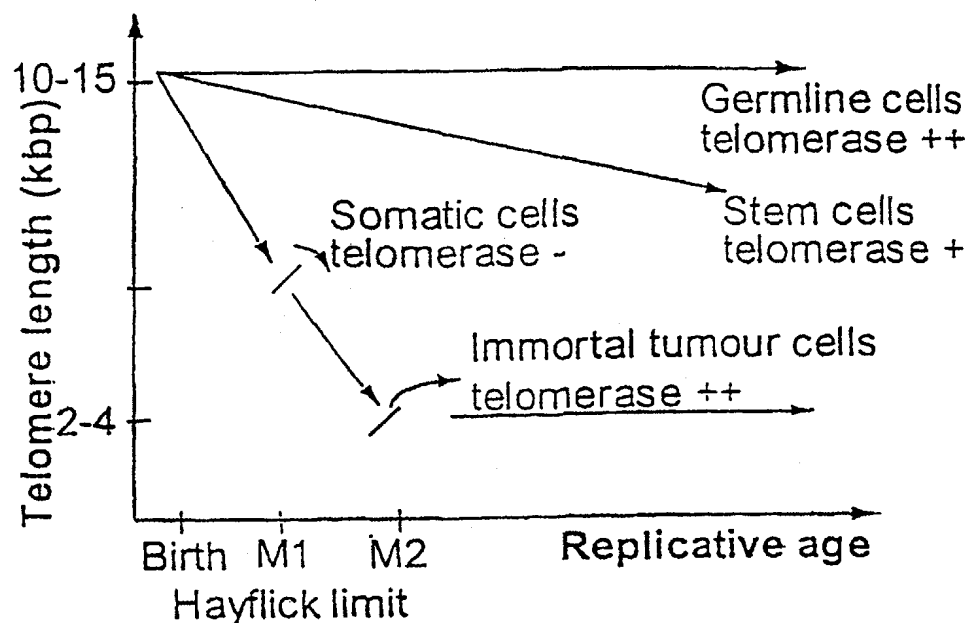 Telomere length (kbp)
10-15
2-4
Germline cells
telomerase ++
Stem cells
telomerase +
Somatic cells
telomerase -
Immortal tumour cells
telomerase ++
Birth M1 M2
Replicative age
Hayflick limit